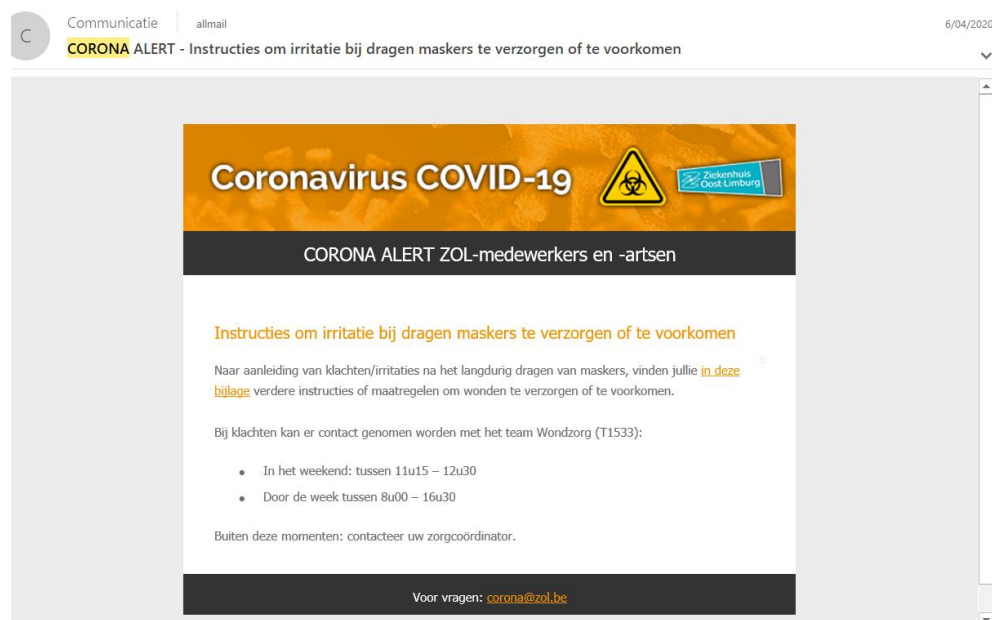 C
Communicatie allmail 6/04/2020
CORONA ALERT - Instructies om irritatie bij dragen maskers te verzorgen of te voorkomen
Coronavirus COVID-19
Ziekenhuis
Oost-Limburg
CORONA ALERT ZOL-medewerkers en -artsen
Instructies om irritatie bij dragen maskers te verzorgen of te voorkomen
Naar aanleiding van klachten/irritaties na het langdurig dragen van maskers, vinden jullie in deze
bijlage verdere instructies of maatregelen om wonden te verzorgen of te voorkomen.
Bij klachten kan er contact genomen worden met het team Wondzorg (T1533):
• In het weekend: tussen 11u15 – 12u30
• Door de week tussen 8u00 – 16u30
Buiten deze momenten: contacteer uw zorgcoördinator.
Voor vragen: corona@zol.be